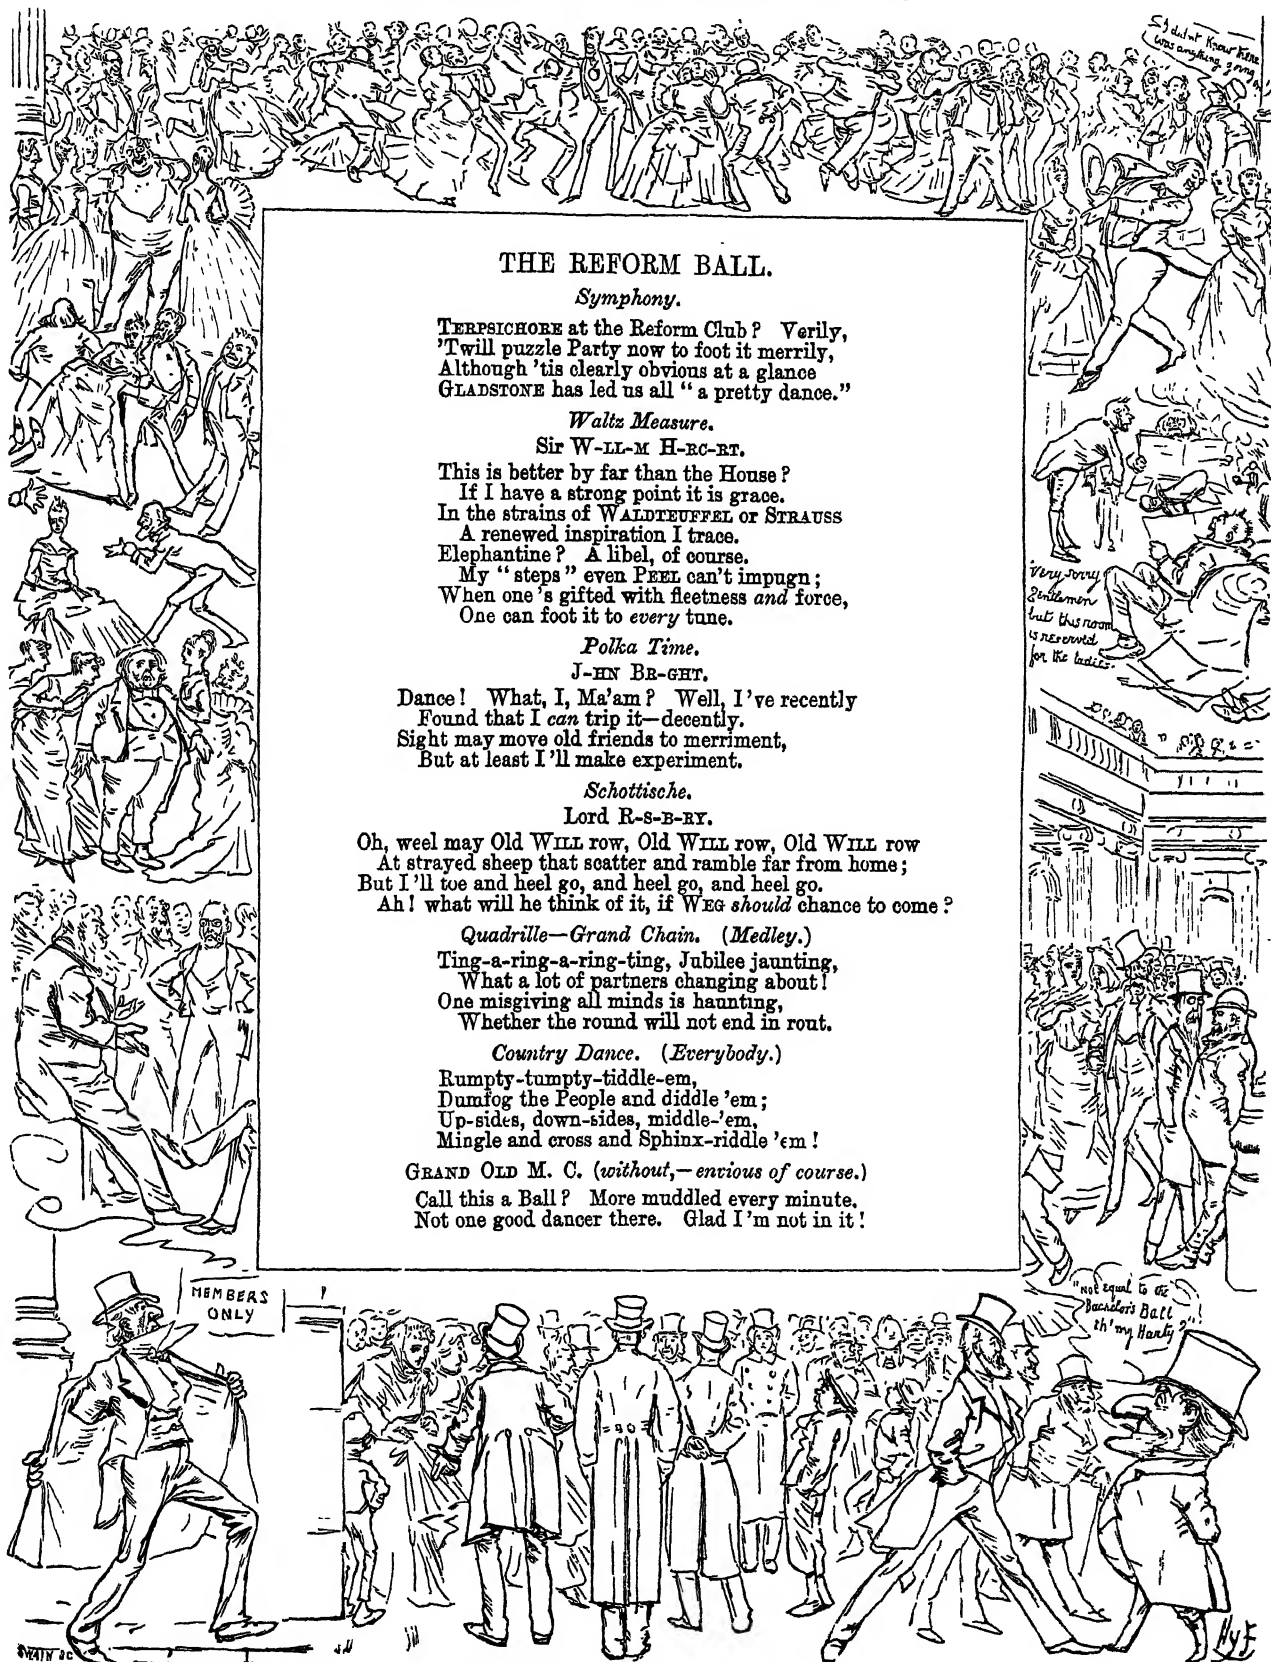 I didn't know there
was anything going
THE REFORM BALL.
Symphony.
TERPSICHORE at the Reform Club? Verily,
'Twill puzzle Party now to foot it merrily,
Although 'tis clearly obvious at a glance
GLADSTONE has led us all "a pretty dance."
Waltz Measure.
Sir W-LL-M H-RC-RT.
This is better by far than the House?
If I have a strong point it is grace.
In the strains of WALDTEUFFEL or STRAUSS
A renewed inspiration I trace.
Elephantine? A libel, of course.
My "steps" even PEEL can't impugn;
When one's gifted with fleetness and force,
One can foot it to every tune.
Polka Time.
J-HN BR-GHT.
Dance! What, I, Ma'am? Well, I've recently
Found that I can trip it—decently.
Sight may move old friends to merriment,
But at least I'll make experiment.
Schottische.
Lord R-S-B-RY.
Oh, weel may Old WILL row, Old WILL row, Old WILL row
At strayed sheep that scatter and ramble far from home;
But I'll toe and heel go, and heel go, and heel go.
Ah! what will he think of it, if WEG should chance to come?
Quadrille—Grand Chain. (Medley.)
Ting-a-ring-a-ring-ting, Jubilee jaunting,
What a lot of partners changing about!
One misgiving all minds is haunting,
Whether the round will not end in rout.
Country Dance. (Everybody.)
Rumpty-tumpty-tiddle-em,
Dumfog the People and diddle 'em;
Up-sides, down-sides, middle-'em,
Mingle and cross and Sphinx-riddle 'em!
GRAND OLD M. C. (without,—envious of course.)
Call this a Ball? More muddled every minute.
Not one good dancer there. Glad I'm not in it!
Very sorry
Gentlemen
but this room
is reserved
for the ladies.
MEMBERS
ONLY
"Not equal to the
Bachelor's Ball
eh' my Harty?"!
SWAIN SC
Hy F